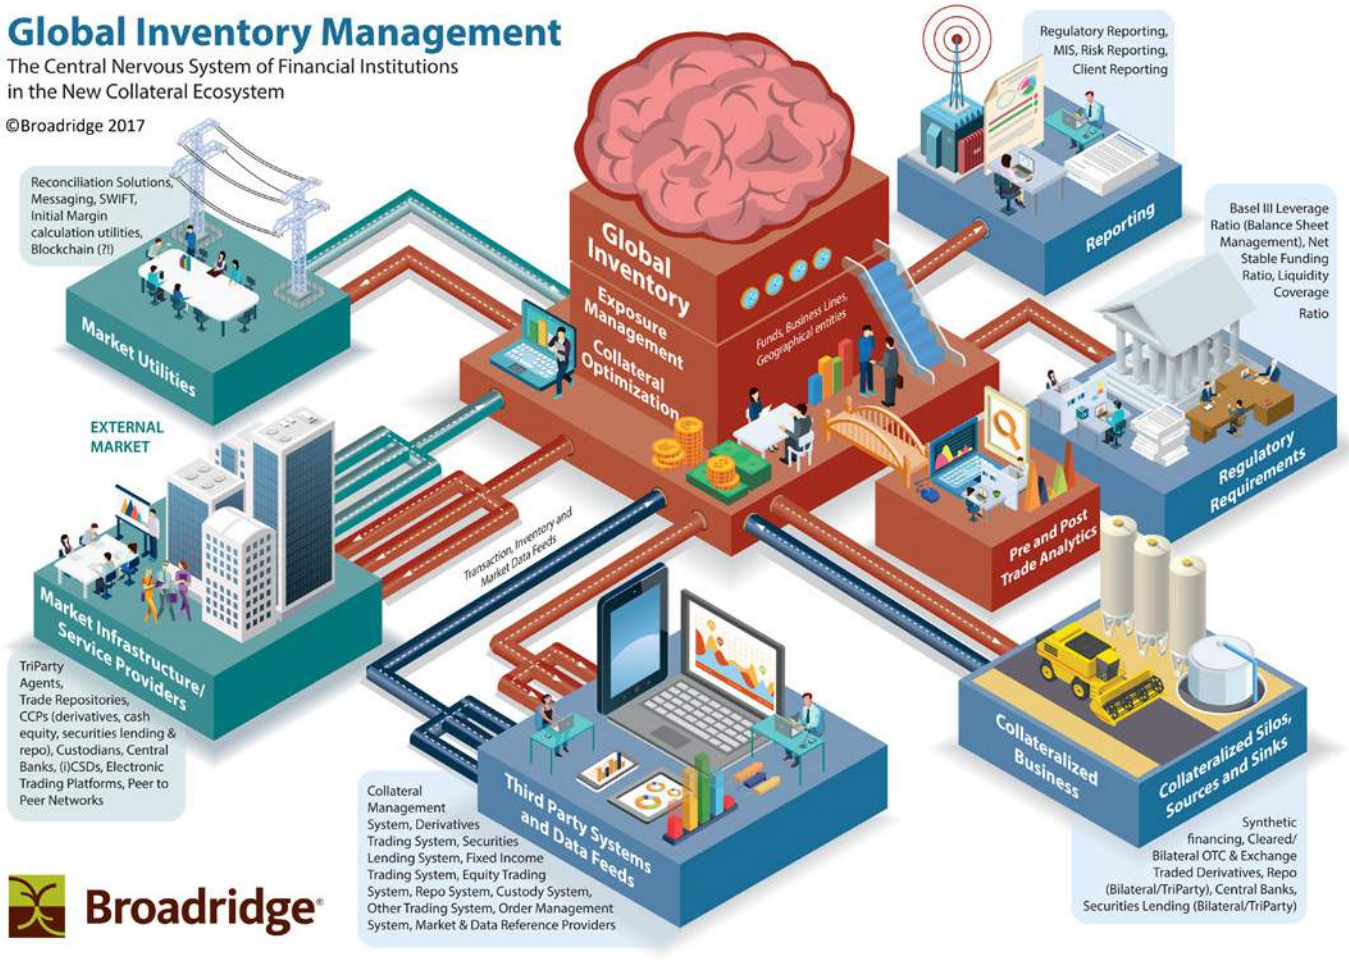 Global Inventory Management
The Central Nervous System of Financial Institutions
in the New Collateral Ecosystem
©Broadridge 2017
Reconciliation Solutions,
Messaging, SWIFT,
Initial Margin
calculation utilities,
Blockchain (?!)
Market Utilities
EXTERNAL
MARKET
Market Infrastructure/
Service Providers
TriParty
Agents,
Trade Repositories,
CCPs (derivatives, cash
equity, securities lending &
repo), Custodians, Central
Banks, (i)CSDs, Electronic
Trading Platforms, Peer to
Peer Networks
Global
Inventory
Exposure
Management
Collateral
Optimization
Funds, Business Lines,
Geographical entities
Transaction, Inventory and
Market Data Feeds
Regulatory Reporting,
MIS, Risk Reporting,
Client Reporting
Reporting
Basel III Leverage
Ratio (Balance Sheet
Management), Net
Stable Funding
Ratio, Liquidity
Coverage
Ratio
Regulatory
Requirements
Pre and Post
Trade Analytics
Collateralized
Business
Collateralized Silos,
Sources and Sinks
Synthetic
financing, Cleared/
Bilateral OTC & Exchange
Traded Derivatives, Repo
(Bilateral/TriParty), Central Banks,
Securities Lending (Bilateral/TriParty)
Third Party Systems
and Data Feeds
Collateral
Management
System, Derivatives
Trading System, Securities
Lending System, Fixed Income
Trading System, Equity Trading
System, Repo System, Custody System,
Other Trading System, Order Management
System, Market & Data Reference Providers
Broadridge®